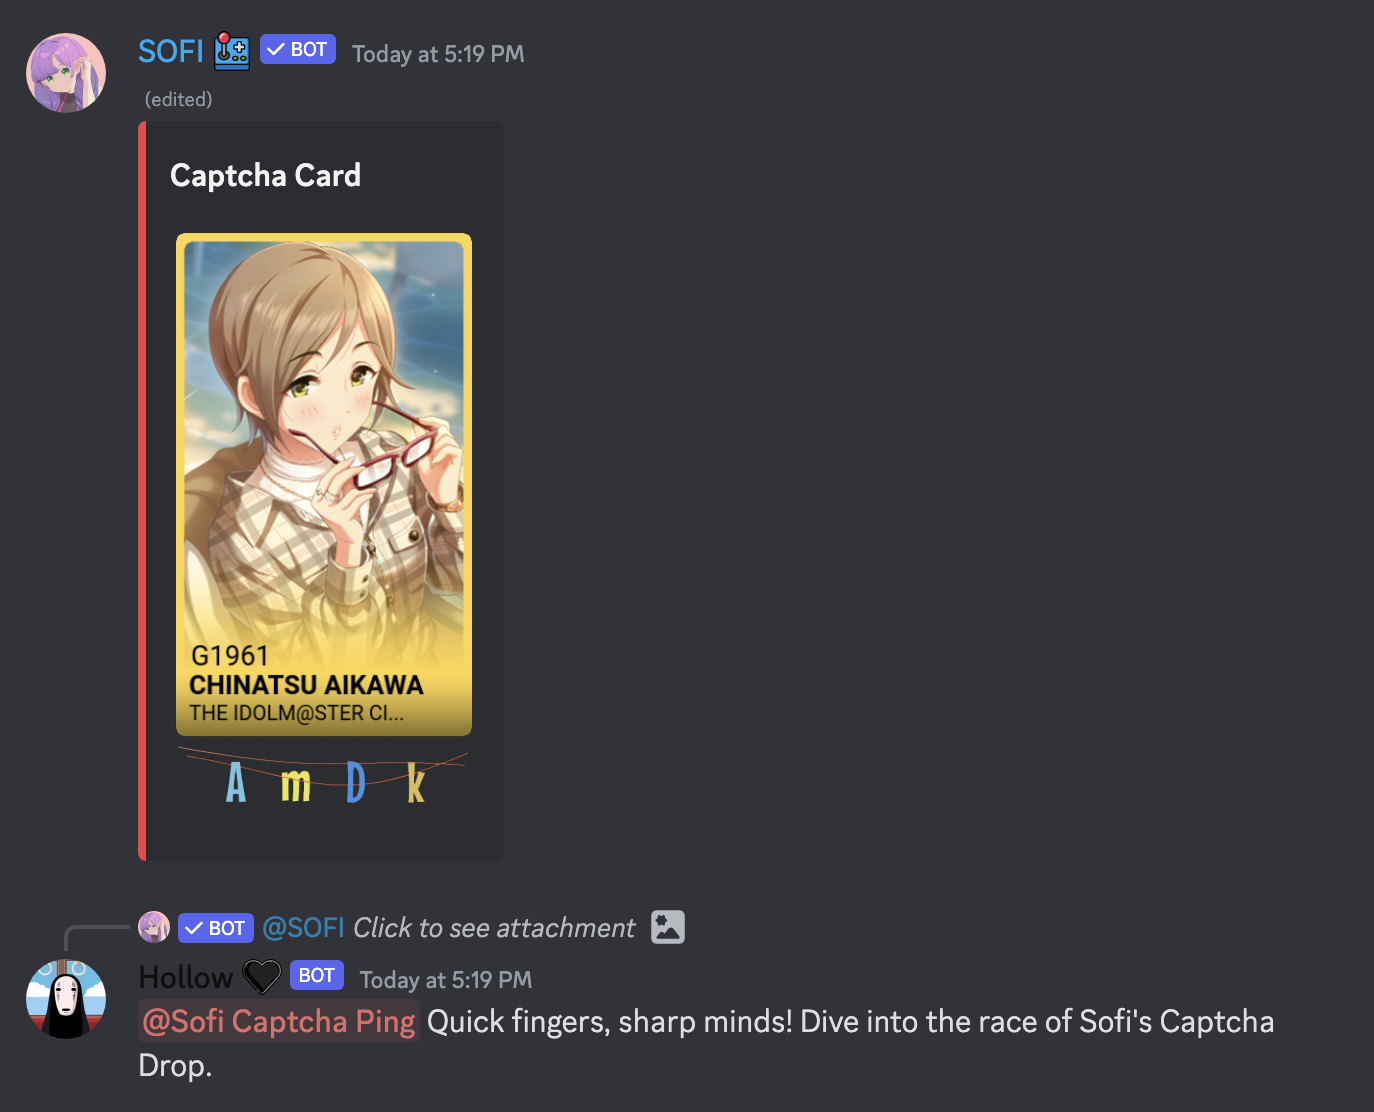 SOFI BOT Today at 5:19 PM
(edited)
Captcha Card
G1961
CHINATSU AIKAWA
THE IDOLM@STER CI...
A m D k
BOT @SOFI Click to see attachment
Hollow BOT Today at 5:19 PM
@Sofi Captcha Ping Quick fingers, sharp minds! Dive into the race of Sofi's Captcha
Drop.